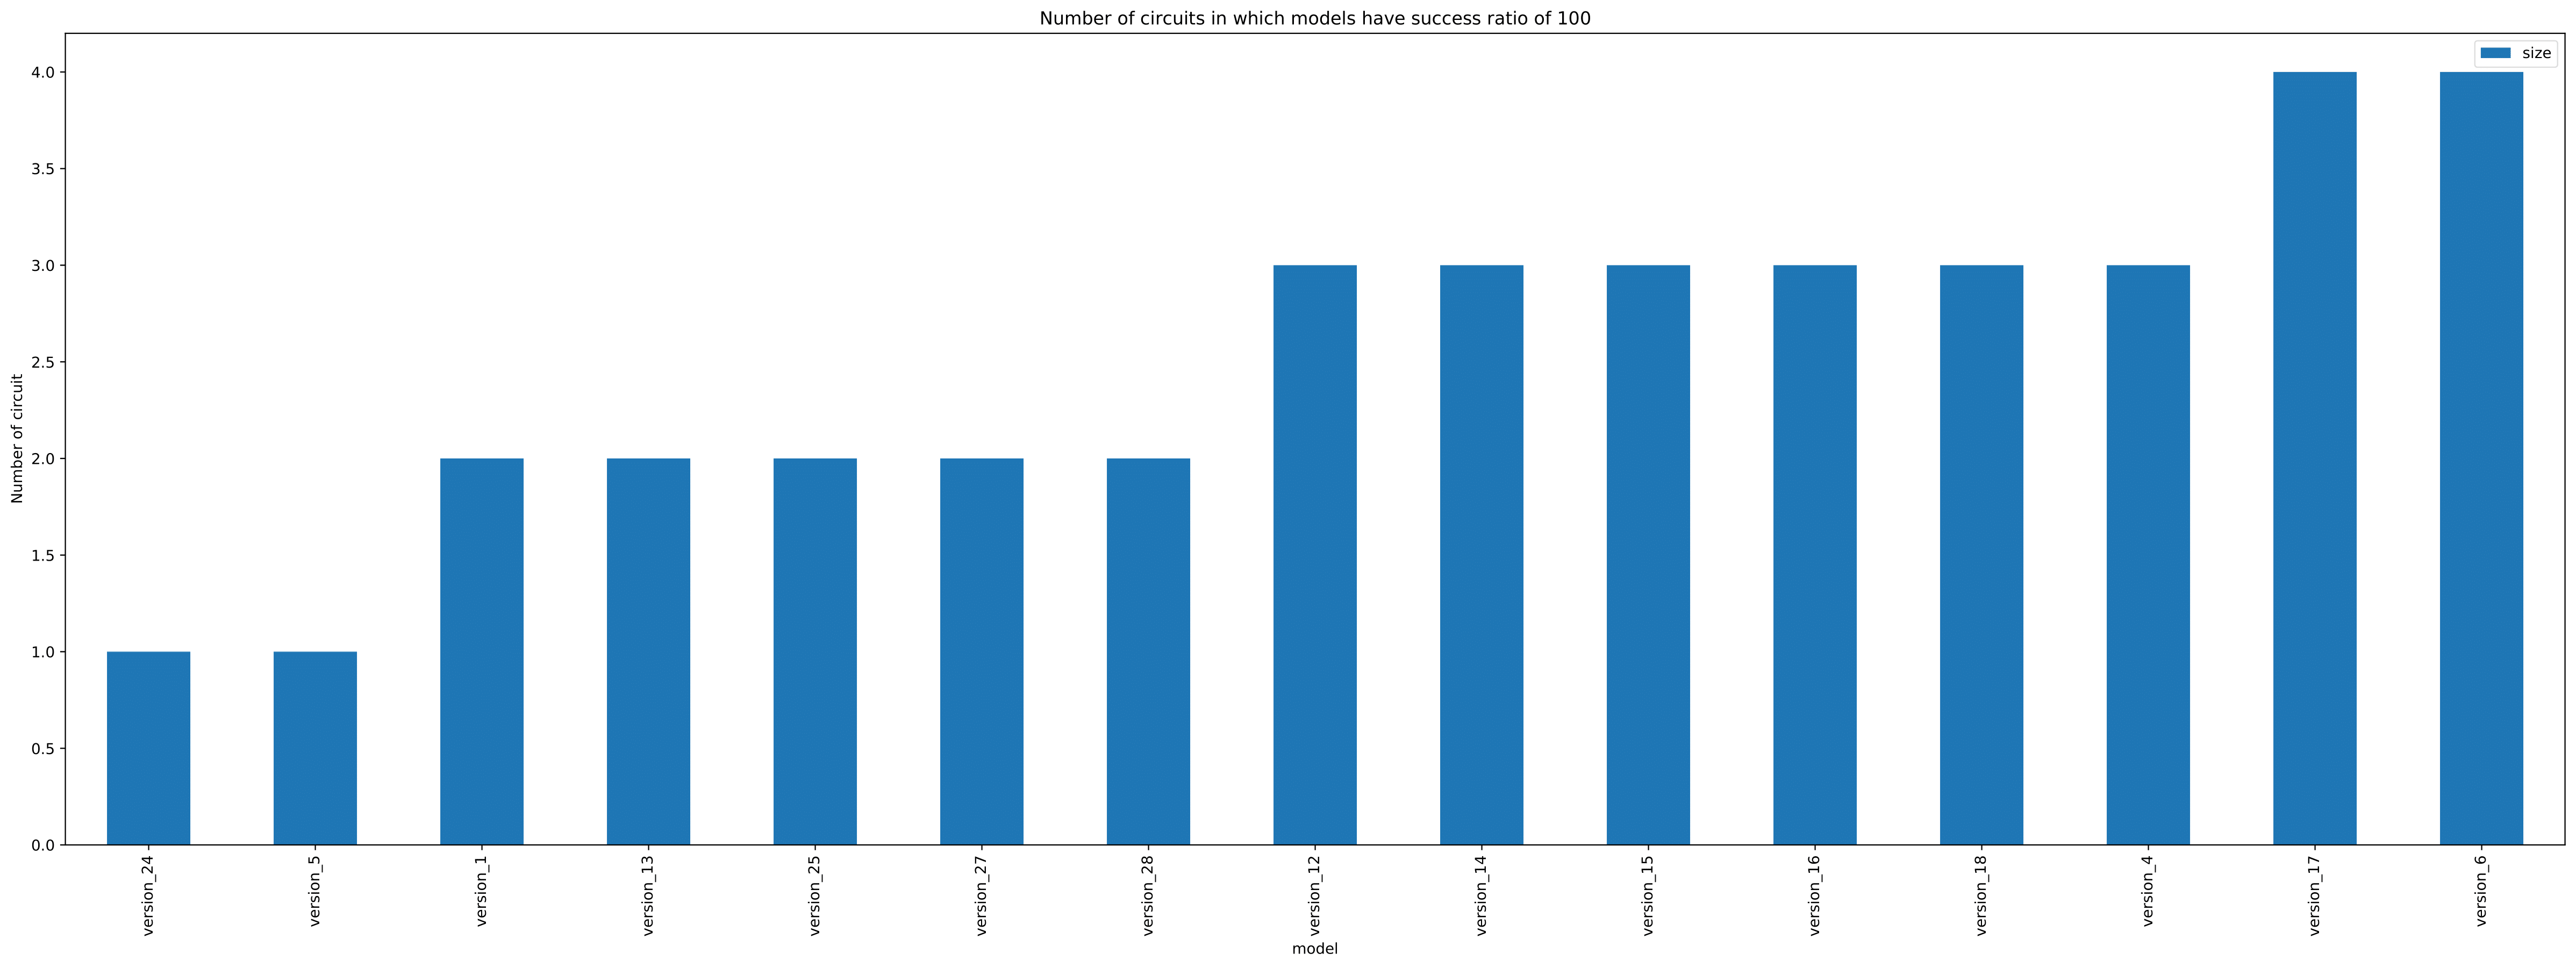 Number of circuits in which models have success ratio of 100
size
4.0
3.5
3.0
2.5
2.0
1.5
1.0
0.5
0.0
Number of circuit
version_24
version_5
version_1
version_13
version_25
version_27
version_28
version_12
version_14
version_15
version_16
version_18
version_4
version_17
version_6
model